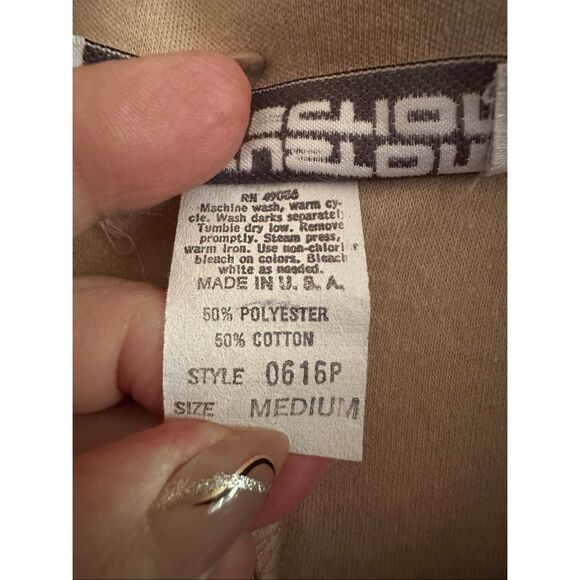 RN 49086
Machine wash, warm cy-
cle. Wash darks separately
Tumble dry low. Remove
promptly. Steam press,
warm iron. Use non-chlorine
bleach on colors. Bleach
white as needed.
MADE IN U. S. A.
50% POLYESTER
50% COTTON
STYLE 0616P
SIZE MEDIUM